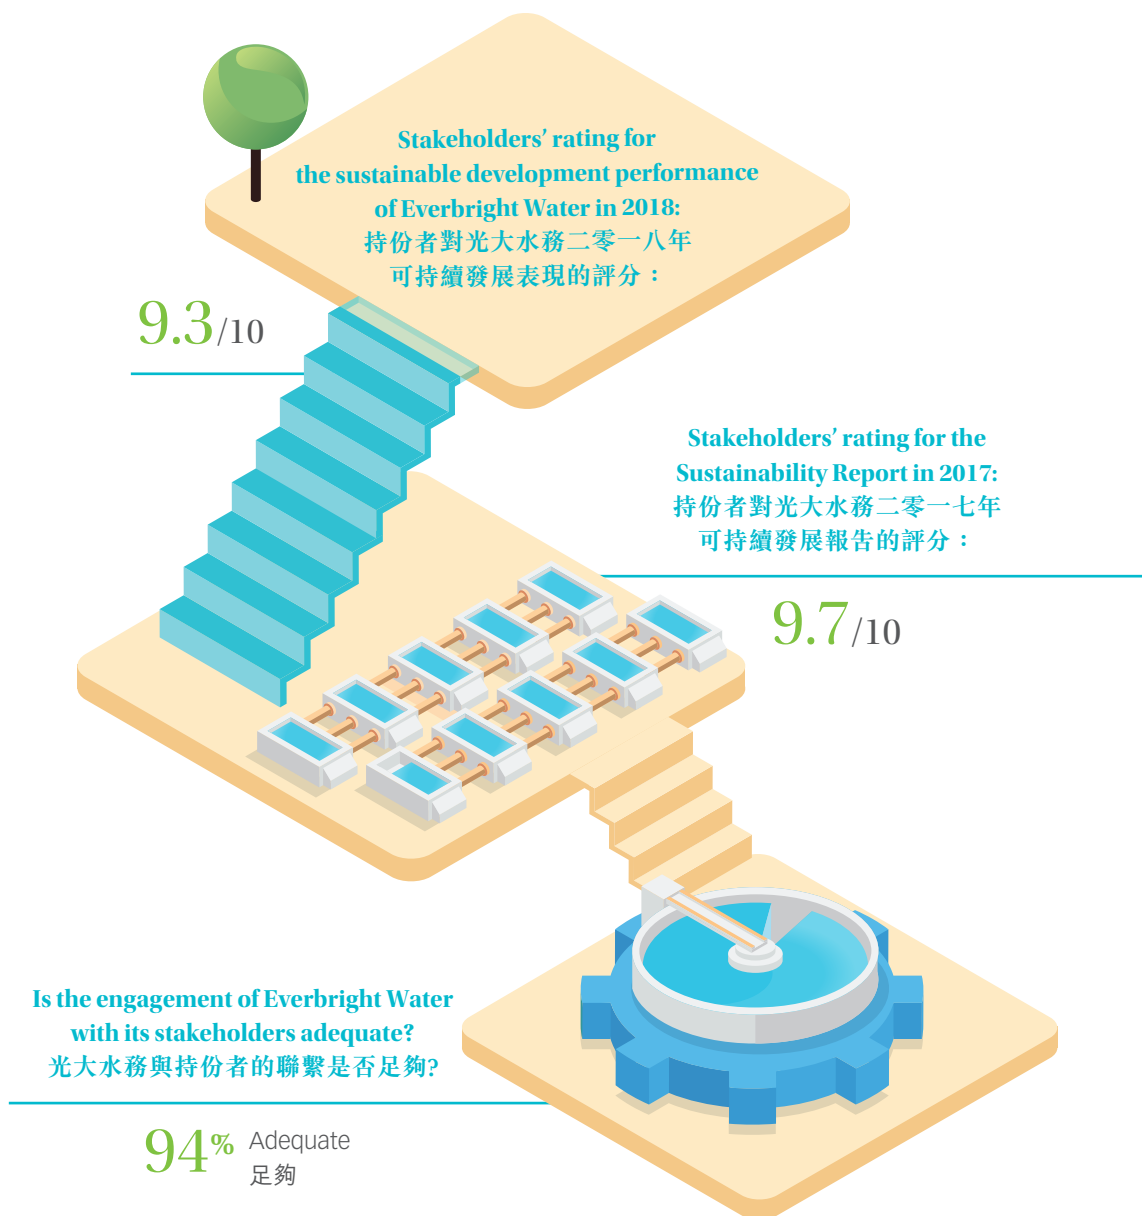 Stakeholders’ rating for
the sustainable development performance
of Everbright Water in 2018:
持份者對光大水務二零一八年
可持續發展表現的評分：
9.3/10
Stakeholders’ rating for the
Sustainability Report in 2017:
持份者對光大水務二零一七年
可持續發展報告的評分：
9.7/10
Is the engagement of Everbright Water
with its stakeholders adequate?
光大水務與持份者的聯繫是否足夠?
94% Adequate
足夠